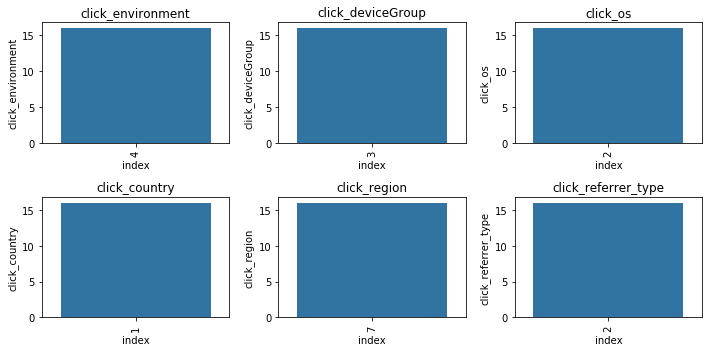 click_environment click_deviceGroup click_os
click_environment
15
10
5
0
4
index
click_deviceGroup
15
10
5
0
3
index
click_os
15
10
5
0
2
index
click_country click_region click_referrer_type
click_country
15
10
5
0
1
index
click_region
15
10
5
0
7
index
click_referrer_type
15
10
5
0
2
index